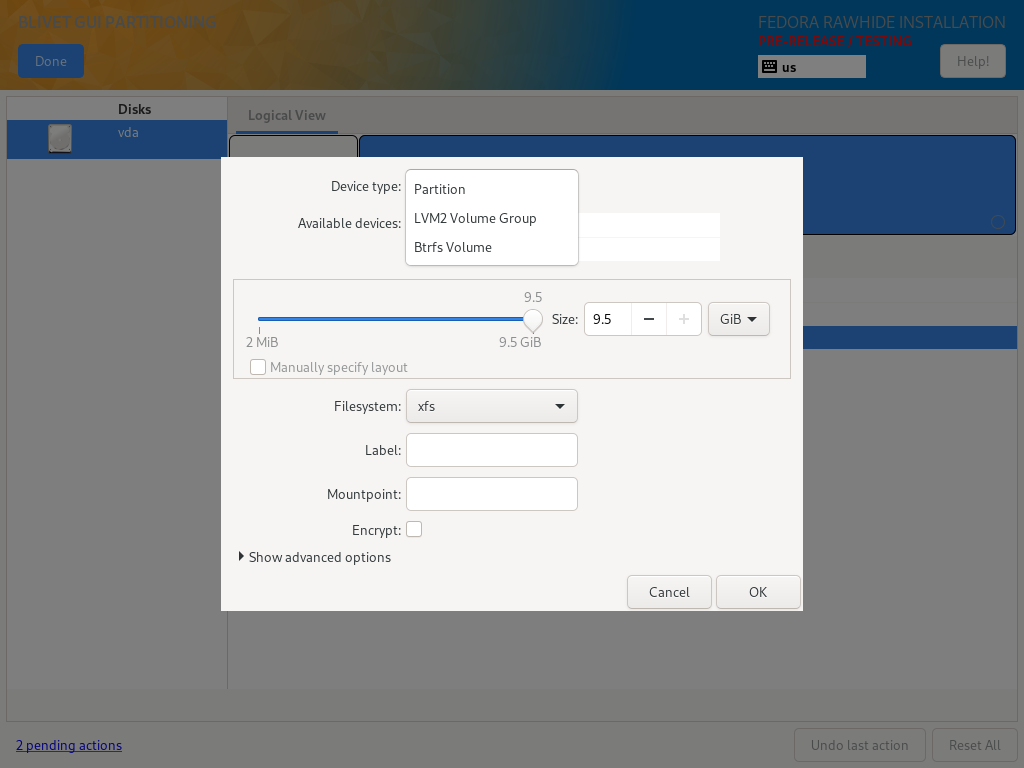 BLIVET GUI PARTITIONING
FEDORA RAWHIDE INSTALLATION
PRE-RELEASE / TESTING
Done
us
Help!
Disks
vda
Logical View
Device type:
Partition
LVM2 Volume Group
Btrfs Volume
Available devices:
9.5
Size: 9.5 GiB
2 MiB
9.5 GiB
Manually specify layout
Filesystem: xfs
Label:
Mountpoint:
Encrypt:
Show advanced options
Cancel
OK
2 pending actions
Undo last action
Reset All